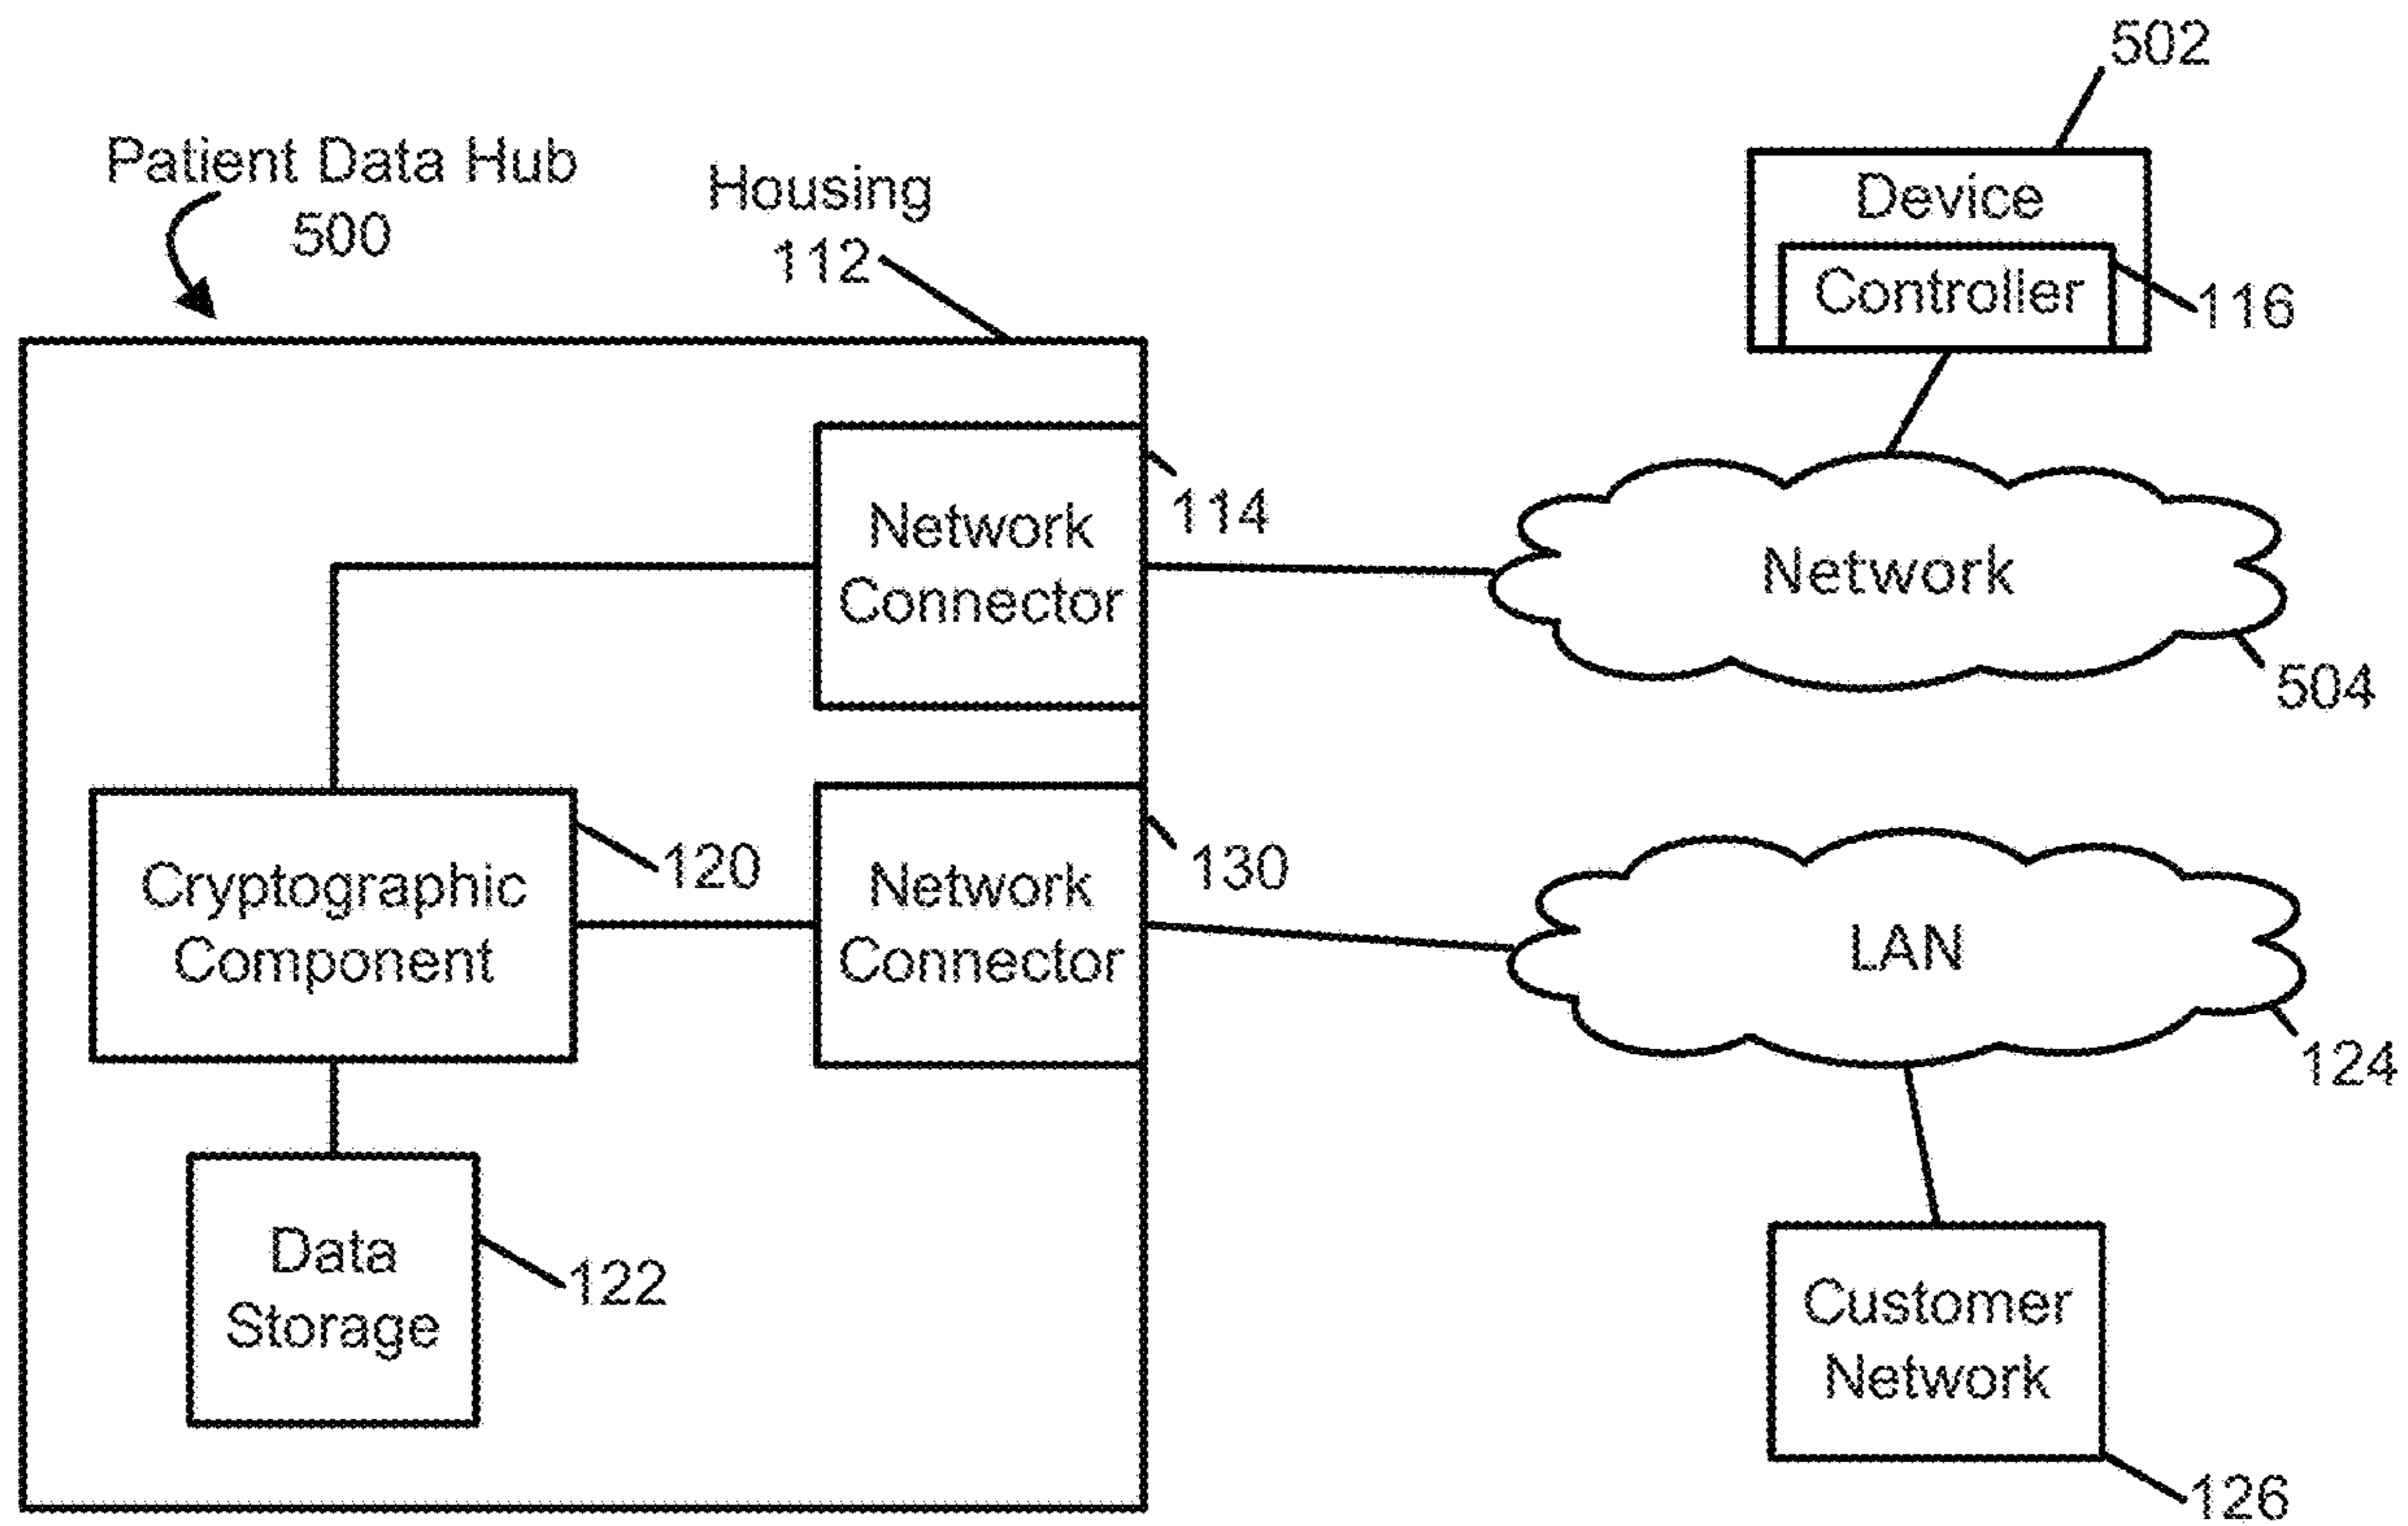 502
Patient Data Hub
500
Housing
112
Device
Controller
116
Network
Connector
114
Network
504
Cryptographic
Component
120
Network
Connector
130
LAN
124
Data
Storage
122
Customer
Network
126